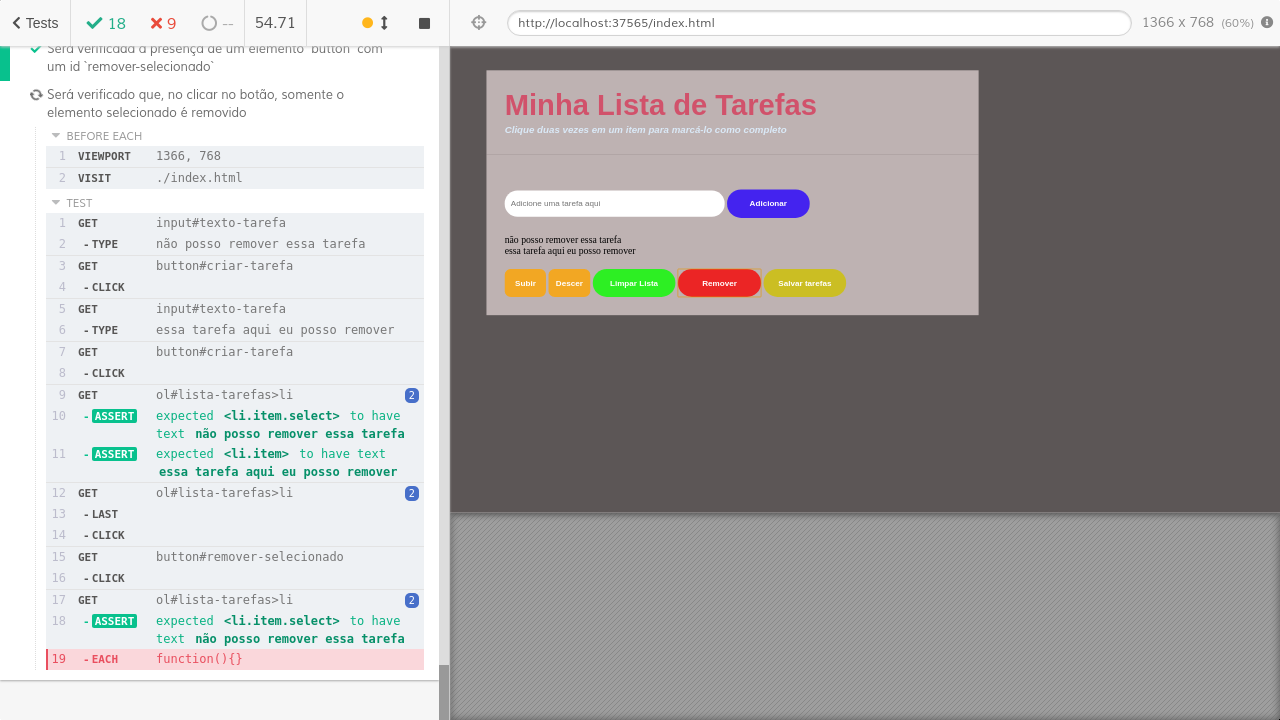 Tests
18
9
--
54.71
http://localhost:37565/index.html
1366 x 768 (60%)
Será verificada a presença de um elemento `button` com
um id `remover-selecionado`
Será verificado que, no clicar no botão, somente o
elemento selecionado é removido
BEFORE EACH
1 VIEWPORT 1366, 768
2 VISIT ./index.html
TEST
1 GET input#texto-tarefa
2 - TYPE não posso remover essa tarefa
3 GET button#criar-tarefa
4 - CLICK
5 GET input#texto-tarefa
6 - TYPE essa tarefa aqui eu posso remover
7 GET button#criar-tarefa
8 - CLICK
9 GET ol#lista-tarefas>li 2
10 - ASSERT expected <li.item.select> to have
text não posso remover essa tarefa
11 - ASSERT expected <li.item> to have text
essa tarefa aqui eu posso remover
12 GET ol#lista-tarefas>li 2
13 - LAST
14 - CLICK
15 GET button#remover-selecionado
16 - CLICK
17 GET ol#lista-tarefas>li 2
18 - ASSERT expected <li.item.select> to have
text não posso remover essa tarefa
19 - EACH function(){}
Minha Lista de Tarefas
Clique duas vezes em um item para marcá-lo como completo
Adicione uma tarefa aqui
Adicionar
não posso remover essa tarefa
essa tarefa aqui eu posso remover
Subir
Descer
Limpar Lista
Remover
Salvar tarefas